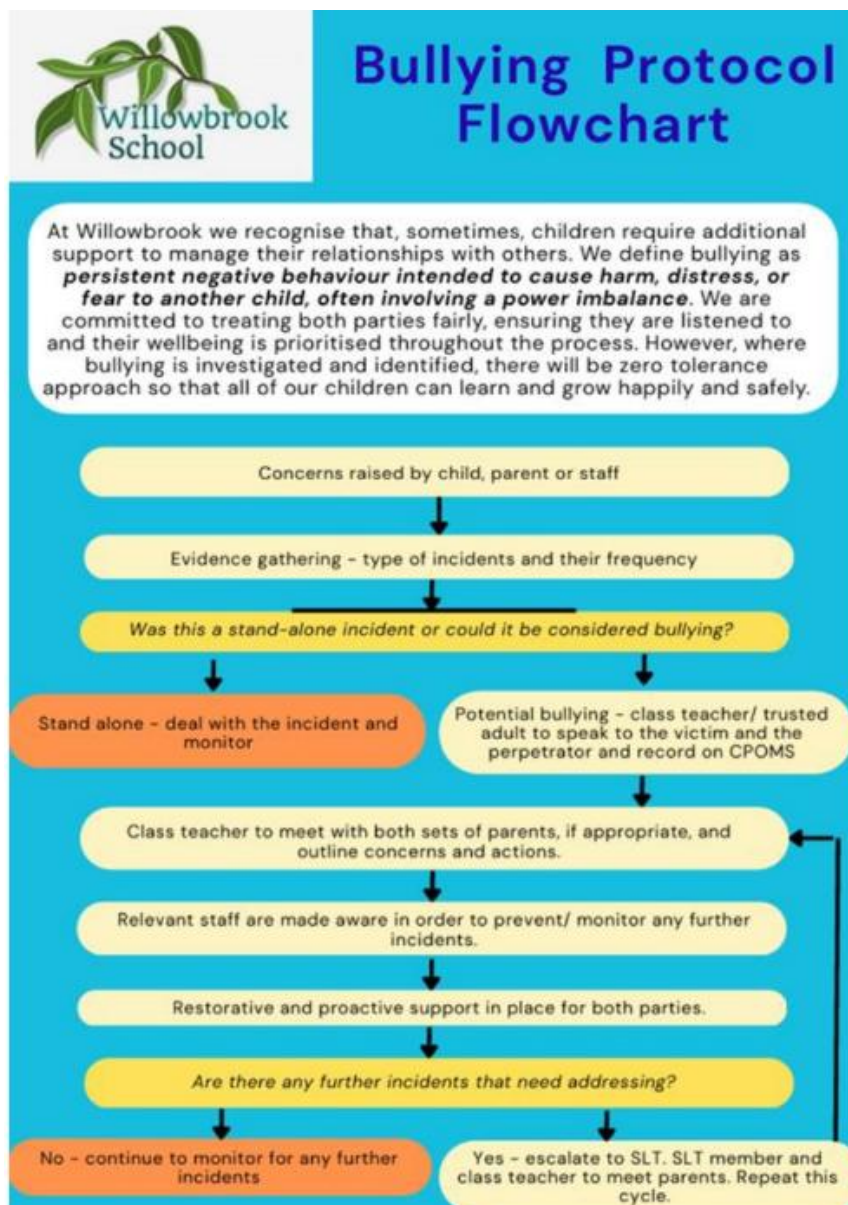 Willowbrook
School
Bullying Protocol
Flowchart
At Willowbrook we recognise that, sometimes, children require additional
support to manage their relationships with others. We define bullying as
persistent negative behaviour intended to cause harm, distress, or
fear to another child, often involving a power imbalance. We are
committed to treating both parties fairly, ensuring they are listened to
and their wellbeing is prioritised throughout the process. However, where
bullying is investigated and identified, there will be zero tolerance
approach so that all of our children can learn and grow happily and safely.
Concerns raised by child, parent or staff
Evidence gathering - type of incidents and their frequency
Was this a stand-alone incident or could it be considered bullying?
Stand alone - deal with the incident and
monitor
Potential bullying - class teacher/ trusted
adult to speak to the victim and the
perpetrator and record on CPOMS
Class teacher to meet with both sets of parents, if appropriate, and
outline concerns and actions.
Relevant staff are made aware in order to prevent/ monitor any further
incidents.
Restorative and proactive support in place for both parties.
Are there any further incidents that need addressing?
No - continue to monitor for any further
incidents
Yes - escalate to SLT. SLT member and
class teacher to meet parents. Repeat this
cycle.